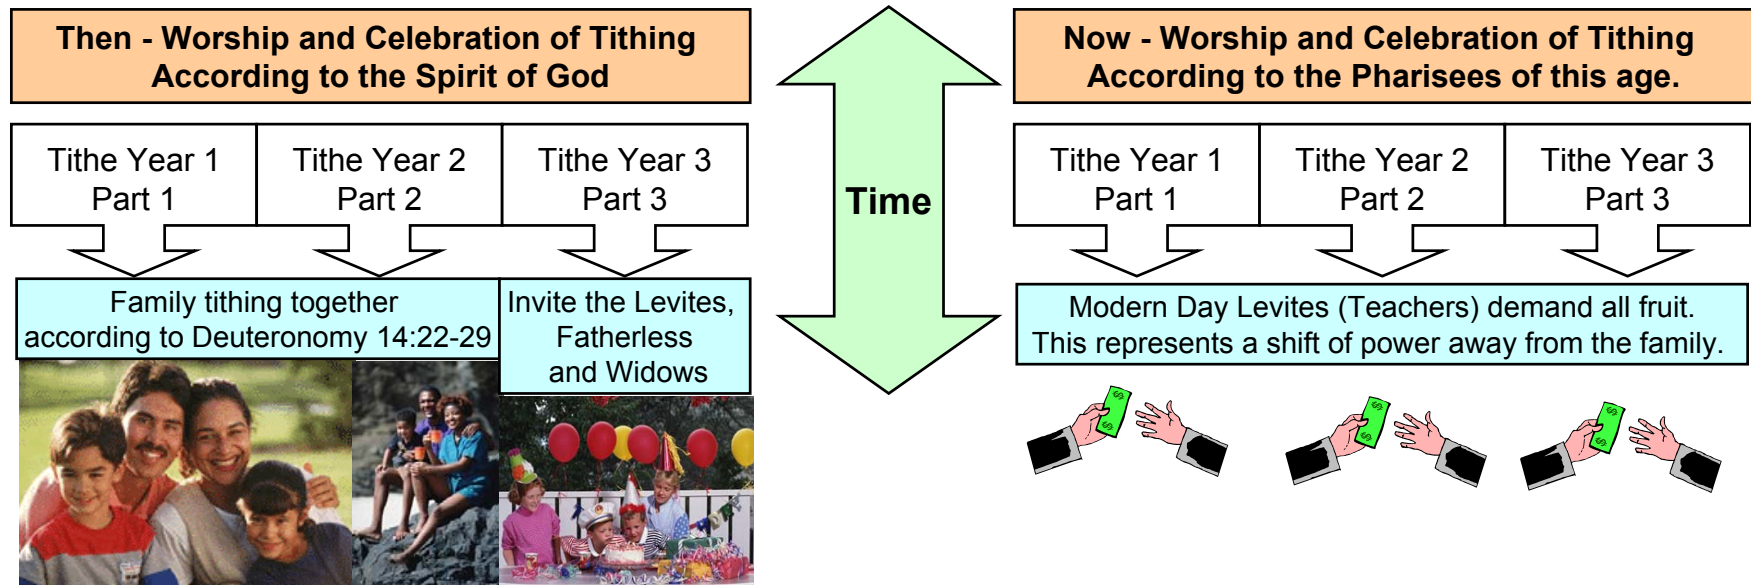 Then - Worship and Celebration of Tithing
According to the Spirit of God
Tithe Year 1
Part 1
Tithe Year 2
Part 2
Tithe Year 3
Part 3
Family tithing together
according to Deuteronomy 14:22-29
Invite the Levites,
Fatherless
and Widows
Time
Now - Worship and Celebration of Tithing
According to the Pharisees of this age.
Tithe Year 1
Part 1
Tithe Year 2
Part 2
Tithe Year 3
Part 3
Modern Day Levites (Teachers) demand all fruit.
This represents a shift of power away from the family.